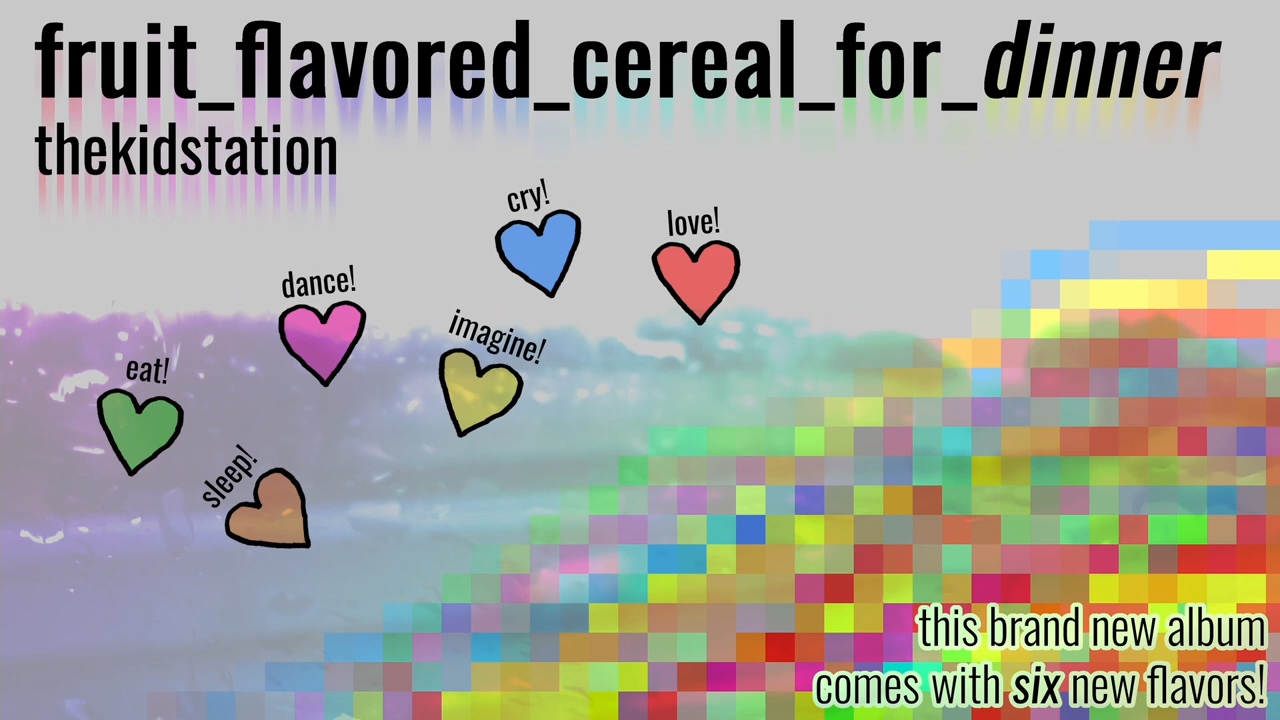 fruit_flavored_cereal_for_dinner
thekidstation
cry!
love!
dance!
imagine!
eat!
sleep!
this brand new album
comes with six new flavors!